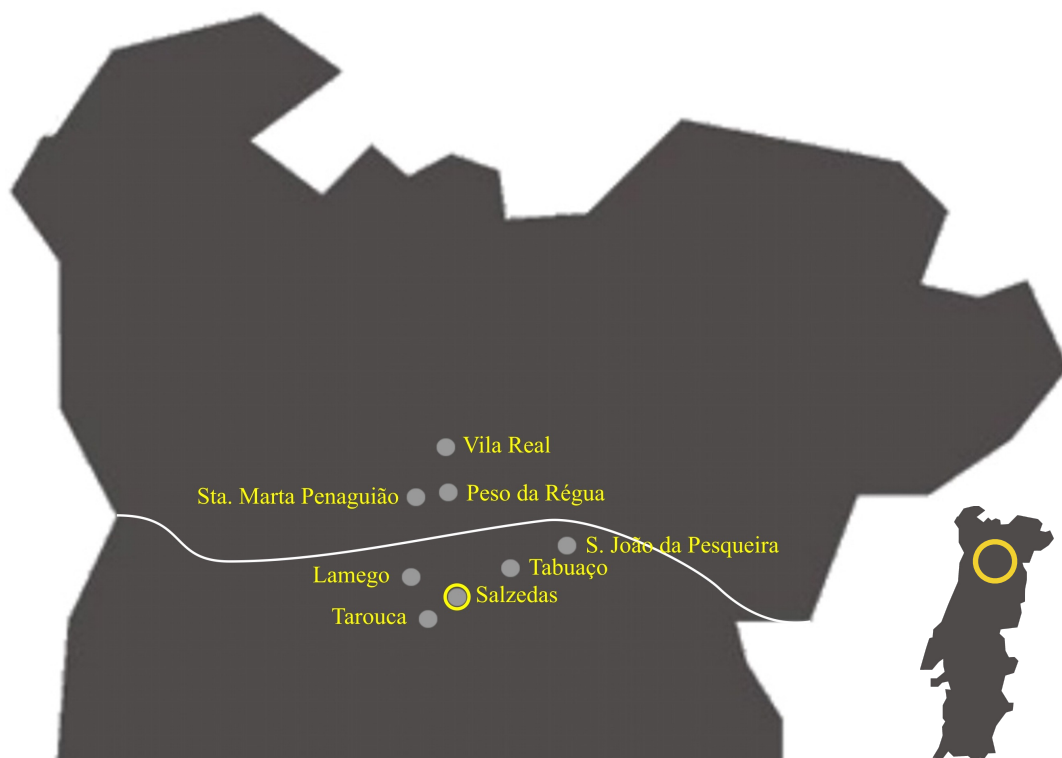 Vila Real
Sta. Marta Penaguião
Peso da Régua
S. João da Pesqueira
Tabuaço
Lamego
Salzedas
Tarouca